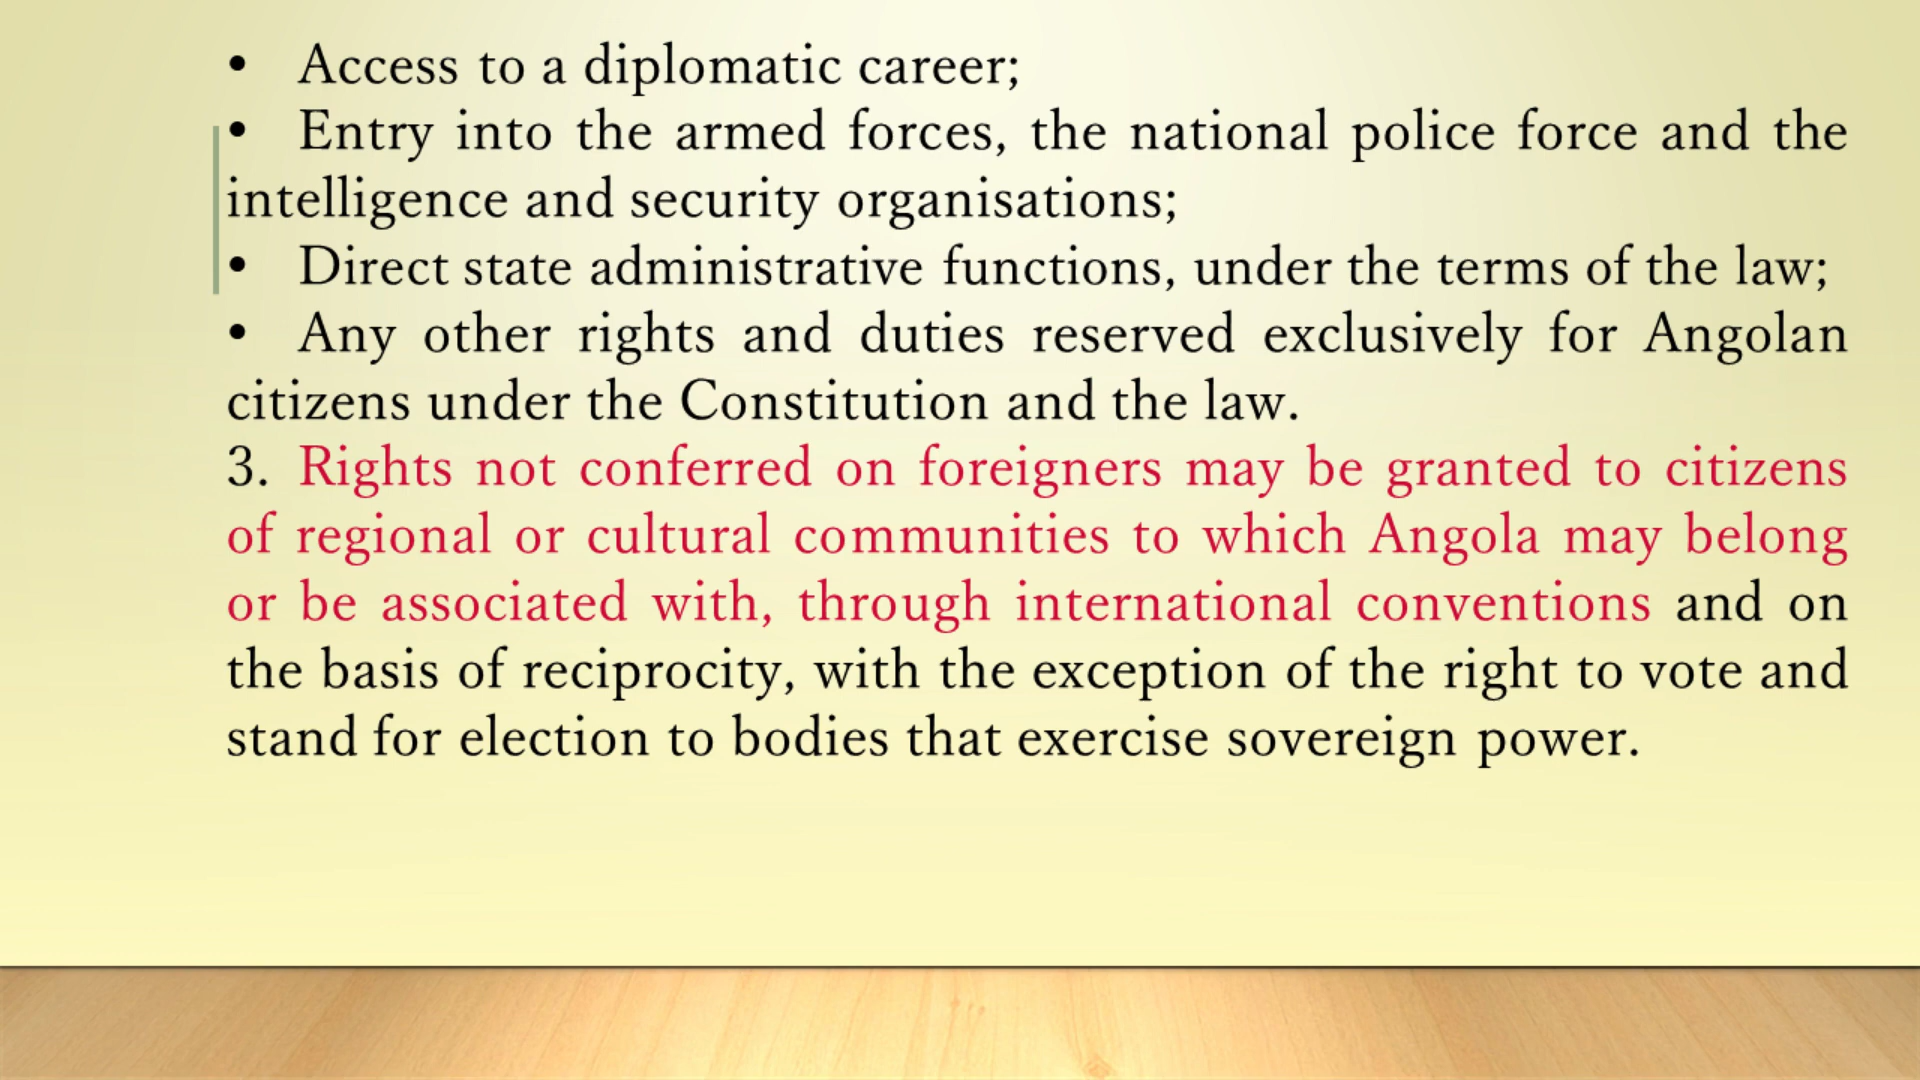 • Access to a diplomatic career;
• Entry into the armed forces, the national police force and the
intelligence and security organisations;
• Direct state administrative functions, under the terms of the law;
• Any other rights and duties reserved exclusively for Angolan
citizens under the Constitution and the law.
3. Rights not conferred on foreigners may be granted to citizens
of regional or cultural communities to which Angola may belong
or be associated with, through international conventions and on
the basis of reciprocity, with the exception of the right to vote and
stand for election to bodies that exercise sovereign power.